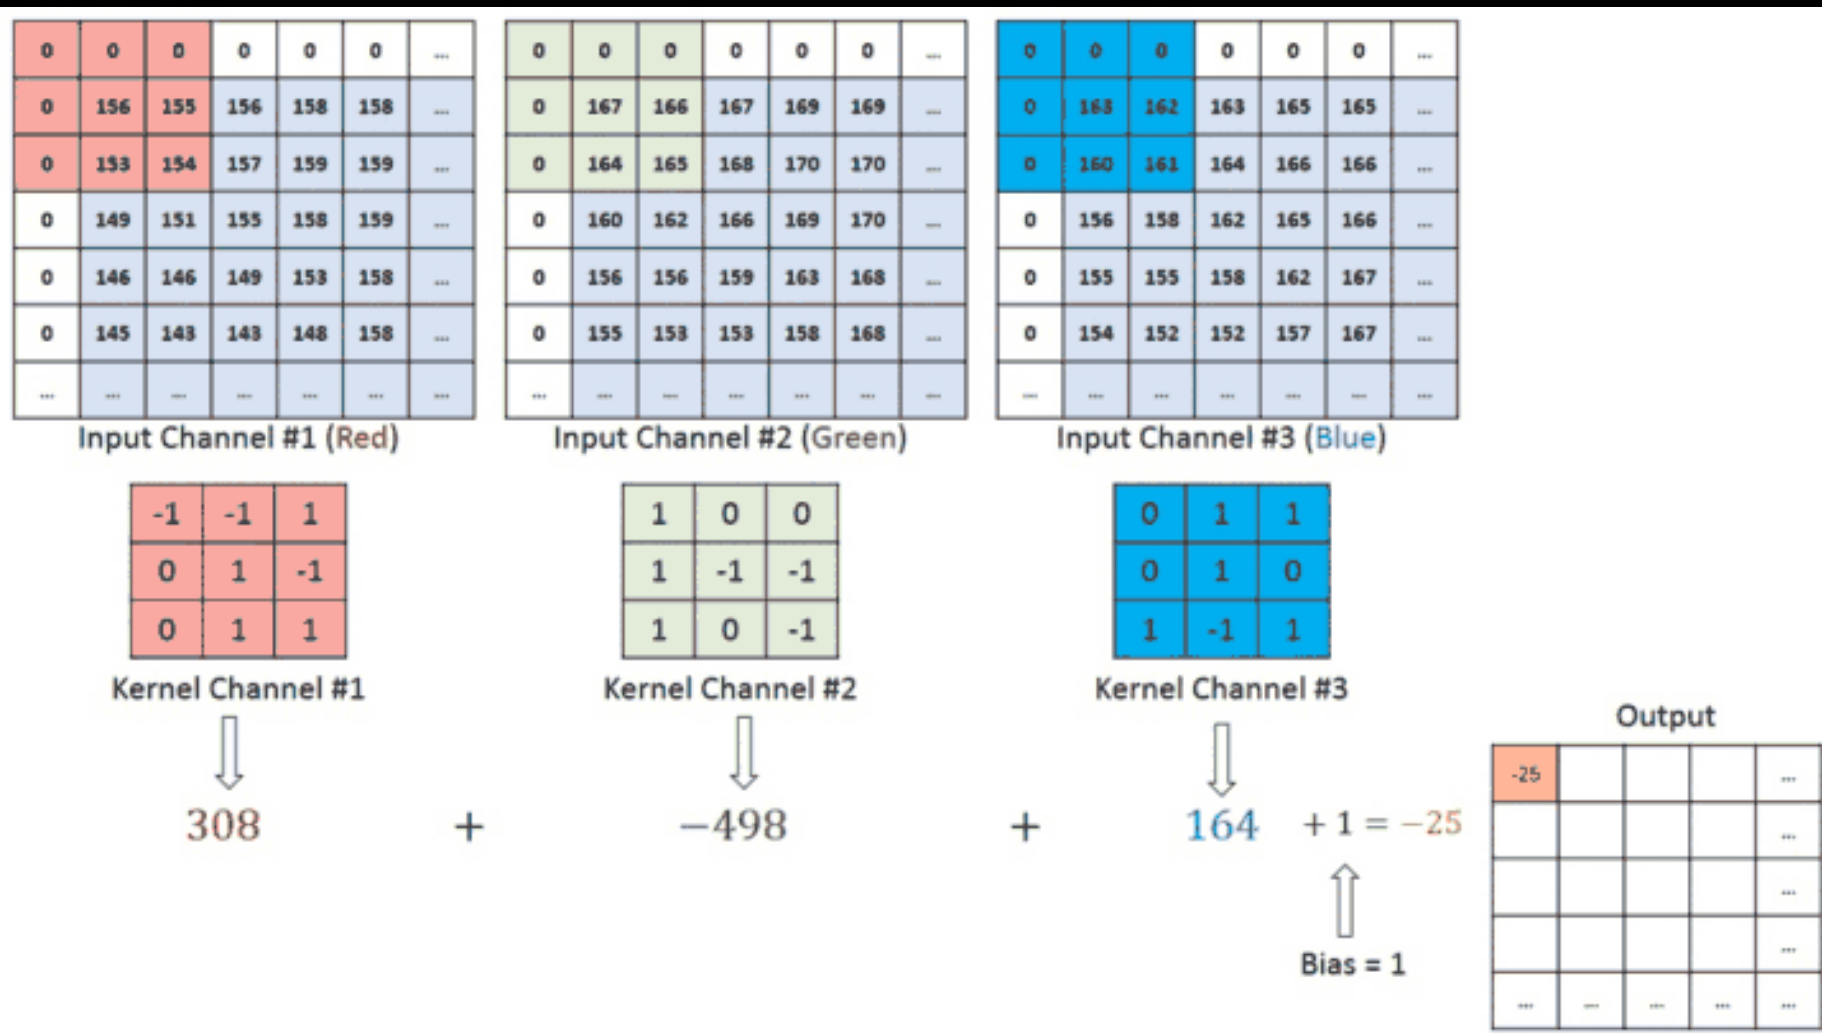 0 0 0 0 0 0 ...
0 156 155 156 158 158 ...
0 153 154 157 159 159 ...
0 149 151 155 158 159 ...
0 146 146 149 153 158 ...
0 145 143 143 148 158 ...
... ... ... ... ... ... ...
Input Channel #1 (Red)
0 0 0 0 0 0 ...
0 167 166 167 169 169 ...
0 164 165 168 170 170 ...
0 160 162 166 169 170 ...
0 156 156 159 163 168 ...
0 155 153 153 158 168 ...
... ... ... ... ... ... ...
Input Channel #2 (Green)
0 0 0 0 0 0 ...
0 163 162 163 165 165 ...
0 160 161 164 166 166 ...
0 156 158 162 165 166 ...
0 155 155 158 162 167 ...
0 154 152 152 157 167 ...
... ... ... ... ... ... ...
Input Channel #3 (Blue)
-1 -1 1
0 1 -1
0 1 1
Kernel Channel #1
1 0 0
1 -1 -1
1 0 -1
Kernel Channel #2
0 1 1
0 1 0
1 -1 1
Kernel Channel #3
308 + −498 + 164 + 1 = −25
Bias = 1
Output
-25 ...
...
...
...
... ... ... ... ...